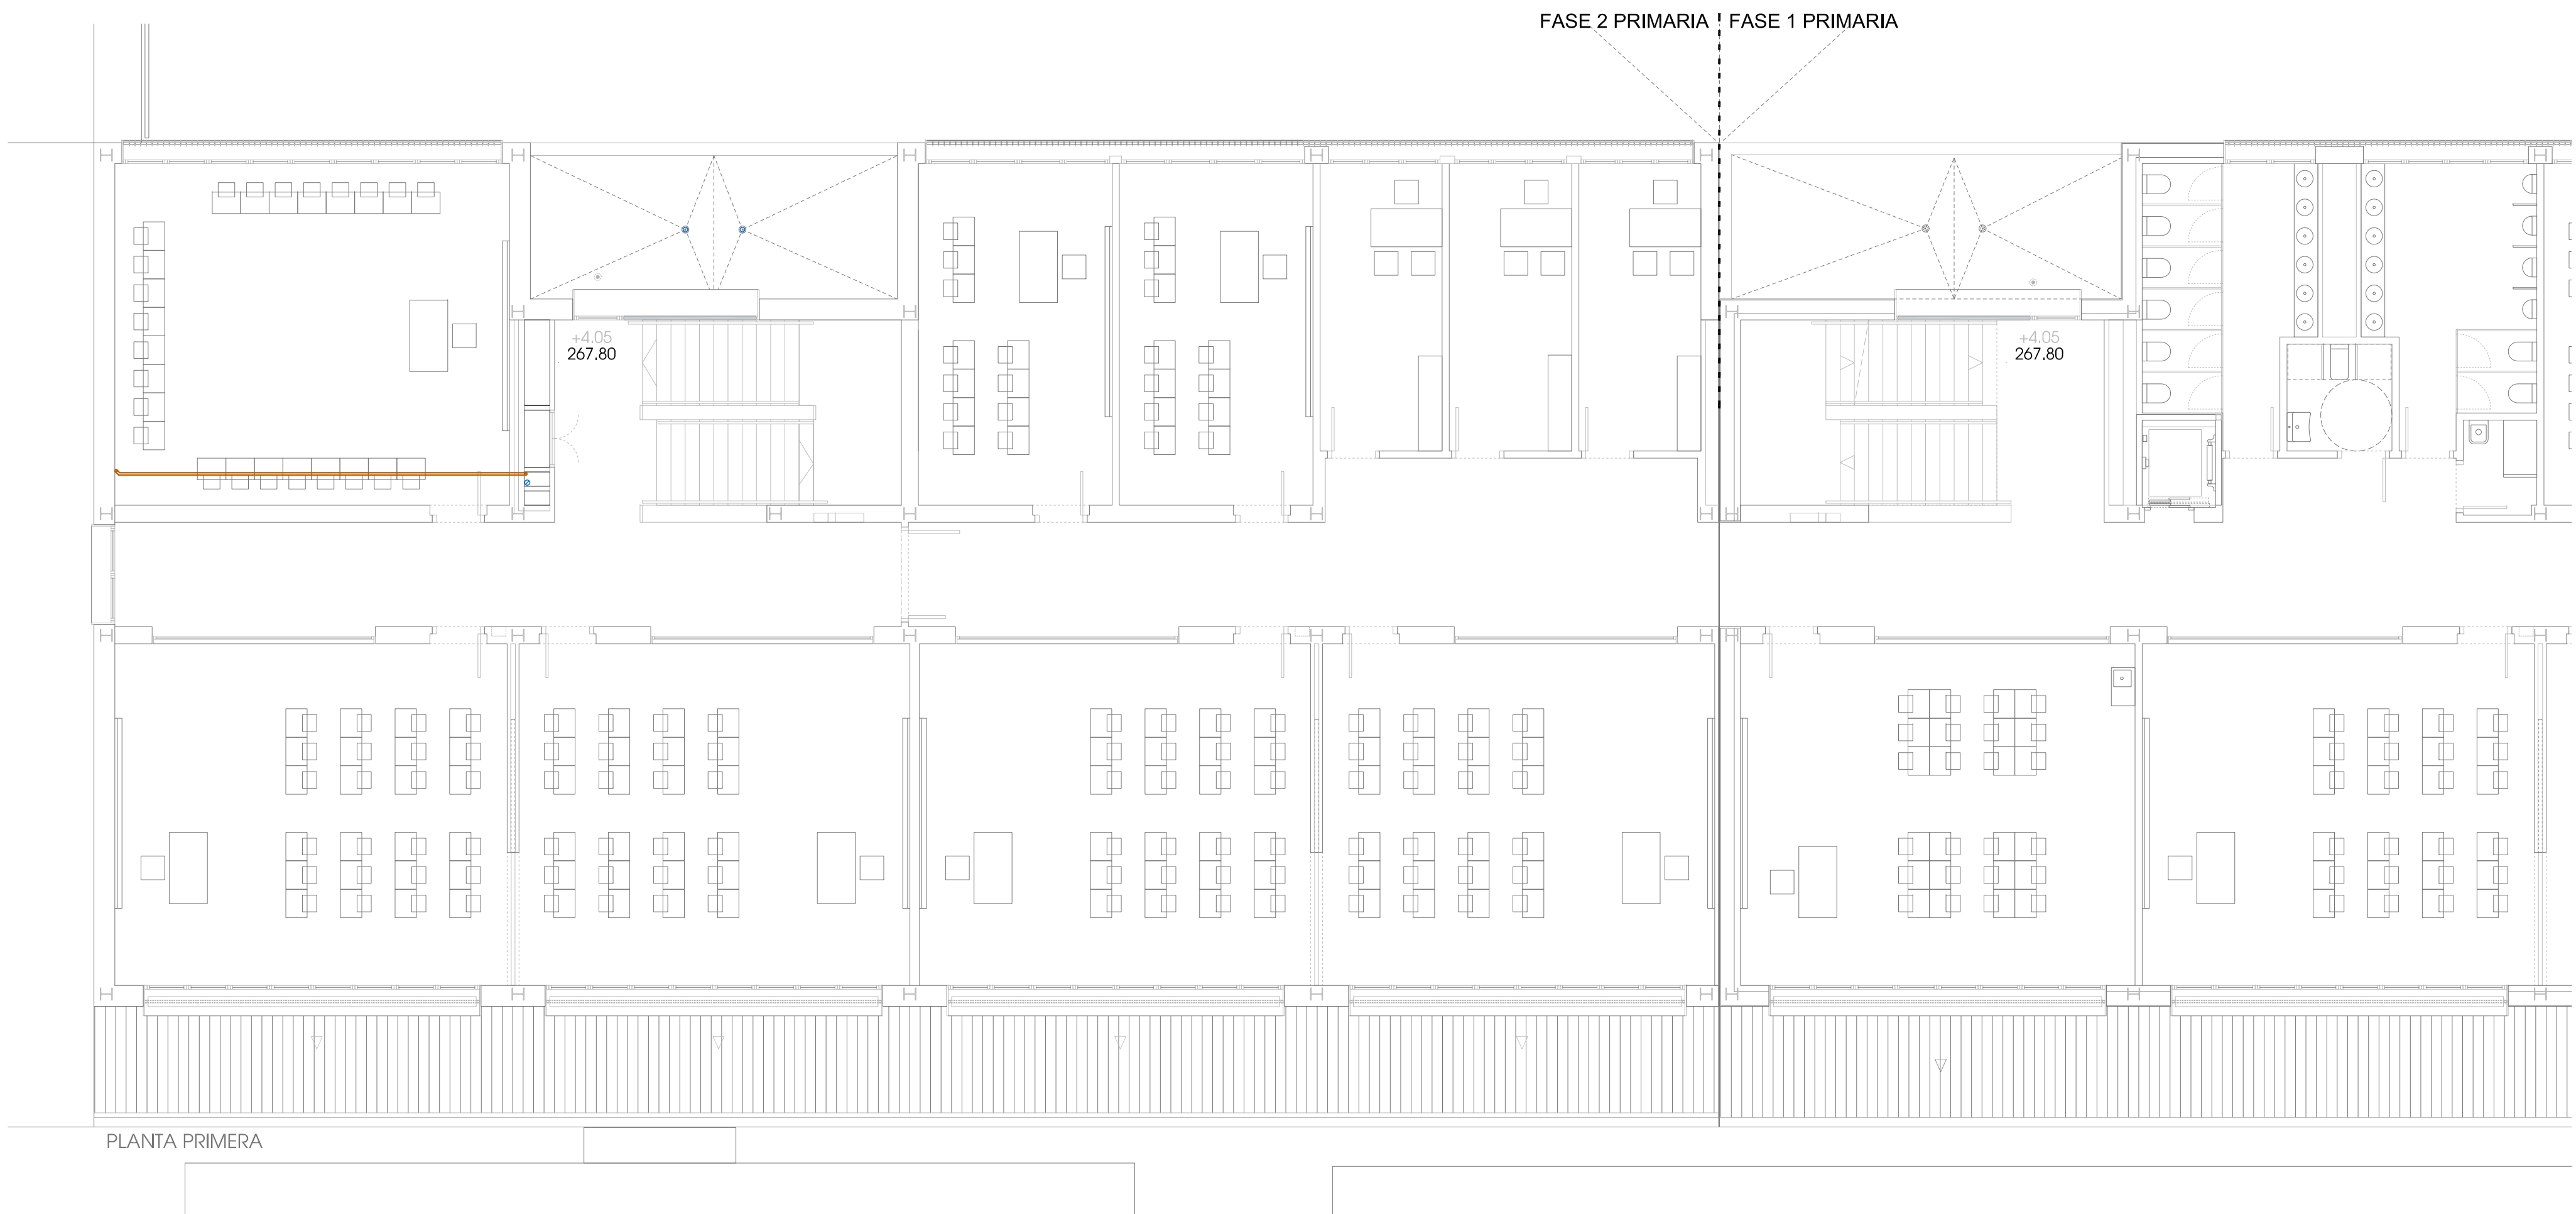 FASE 2 PRIMARIA
FASE 1 PRIMARIA
+4.05
267.80
+4.05
267.80
PLANTA PRIMERA